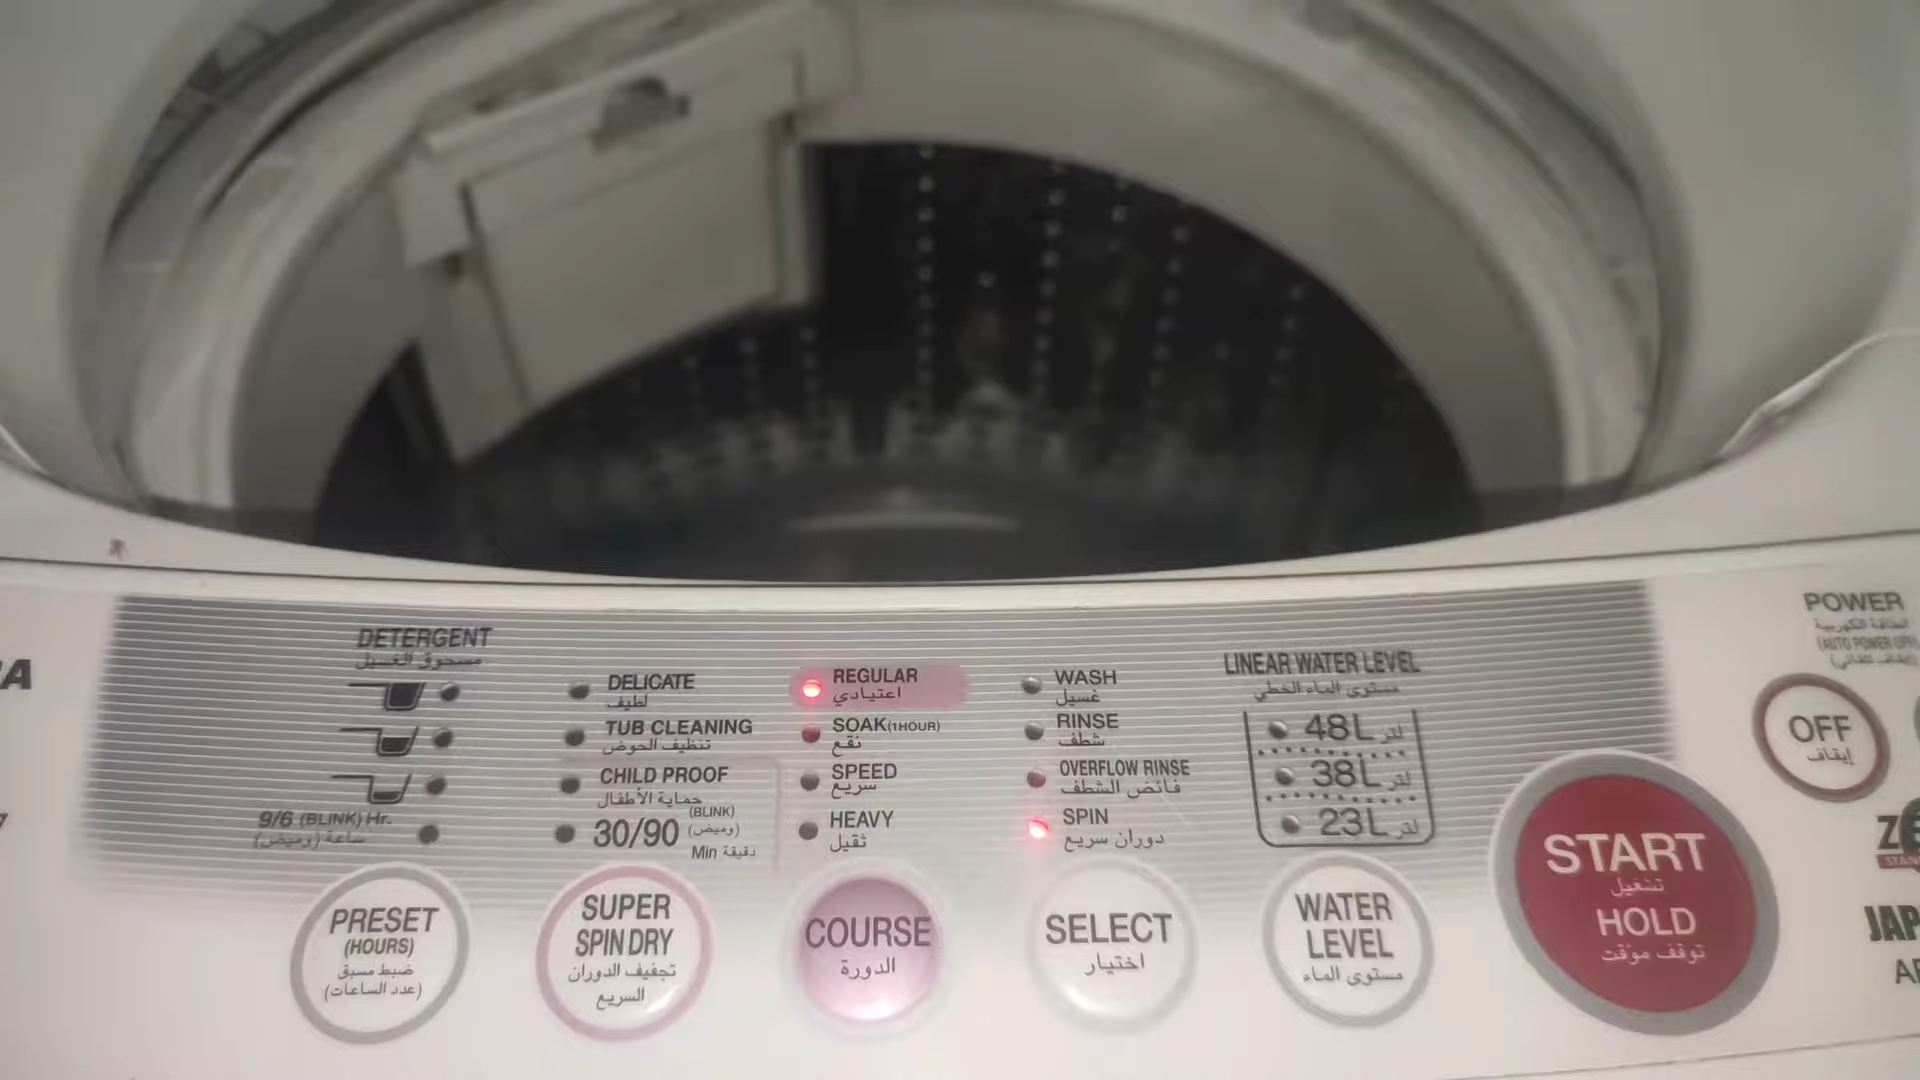 DETERGENT
مسحوق الغسيل
9/6 (BLINK) Hr.
ساعة (وميض)
DELICATE
لطيف
TUB CLEANING
تنظيف الحوض
CHILD PROOF
حماية الأطفال
30/90 (BLINK)
(وميض)
Min دقيقة
REGULAR
اعتيادي
SOAK(1HOUR)
نقع
SPEED
سريع
HEAVY
ثقيل
WASH
غسيل
RINSE
شطف
OVERFLOW RINSE
فائض الشطف
SPIN
دوران سريع
LINEAR WATER LEVEL
مستوى الماء الخطي
48L لتر
38L لتر
23L لتر
POWER
الطاقة الكهربية
(AUTO POWER OFF)
OFF
إيقاف
PRESET
(HOURS)
ضبط مسبق
(عدد الساعات)
SUPER
SPIN DRY
تجفيف الدوران
السريع
COURSE
الدورة
SELECT
اختيار
WATER
LEVEL
مستوى الماء
START
تشغيل
HOLD
توقف مؤقت